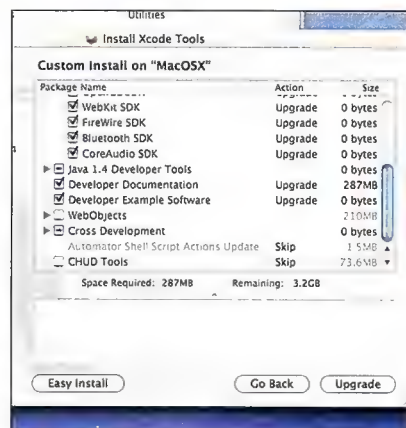 Utilities
Install Xcode Tools
Custom Install on "MacOSX"
Package Name Action Size
WebKit SDK Upgrade 0 bytes
FireWire SDK Upgrade 0 bytes
Bluetooth SDK Upgrade 0 bytes
CoreAudio SDK Upgrade 0 bytes
Java 1.4 Developer Tools 0 bytes
Developer Documentation Upgrade 287MB
Developer Example Software Upgrade 0 bytes
WebObjects 210MB
Cross Development 0 bytes
Automator Shell Script Actions Update Skip 1.5MB
CHUD Tools Skip 73.6MB
Space Required: 287MB Remaining: 3.2GB
Easy Install Go Back Upgrade